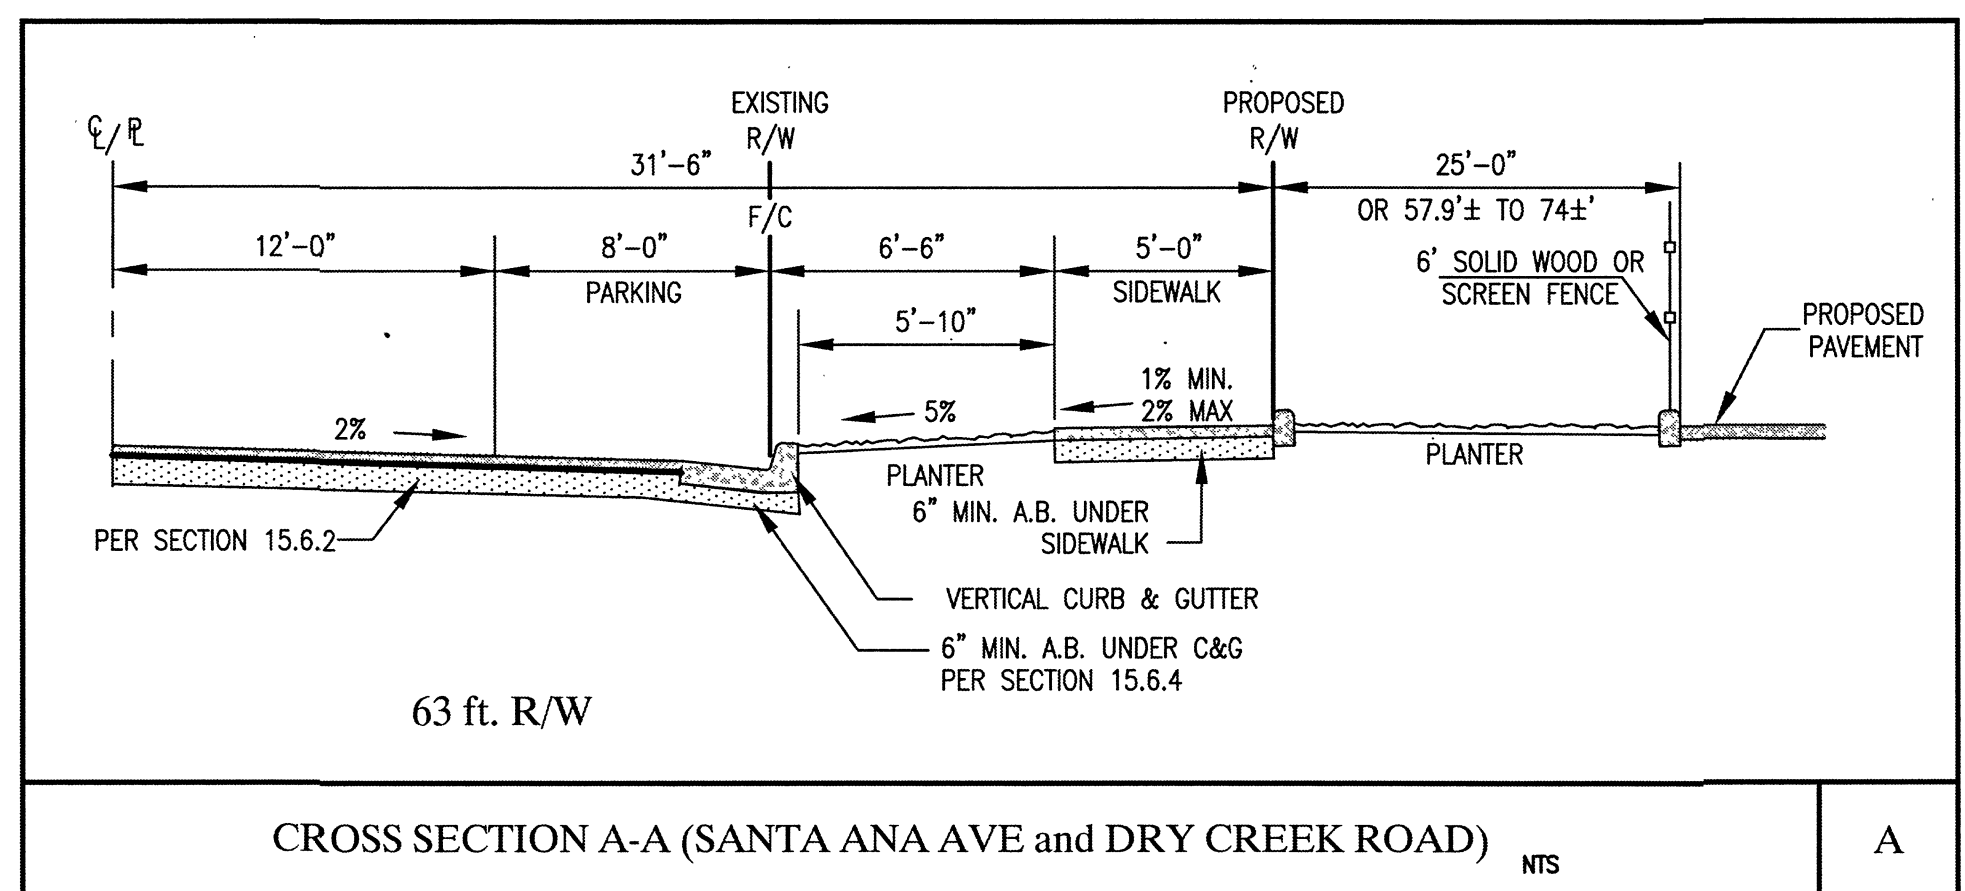 EXISTING
R/W
PROPOSED
R/W
℄/ ⅊
31'-6"
25'-0"
F/C
OR 57.9'± TO 74±'
12'-0"
8'-0"
6'-6"
5'-0"
PARKING
SIDEWALK
6' SOLID WOOD OR
SCREEN FENCE
5'-10"
PROPOSED
PAVEMENT
1% MIN.
2% MAX
5%
2%
PLANTER
PLANTER
6" MIN. A.B. UNDER
SIDEWALK
PER SECTION 15.6.2
VERTICAL CURB & GUTTER
6" MIN. A.B. UNDER C&G
PER SECTION 15.6.4
63 ft. R/W
CROSS SECTION A-A (SANTA ANA AVE and DRY CREEK ROAD)
NTS
A